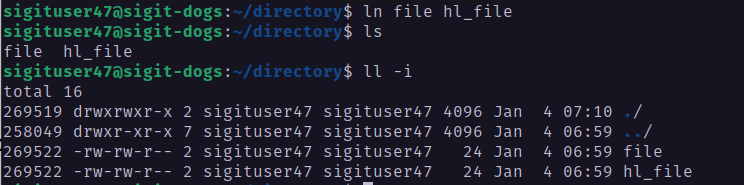 sigituser47@sigit-dogs:~/directory$ ln file hl_file
sigituser47@sigit-dogs:~/directory$ ls
file  hl_file
sigituser47@sigit-dogs:~/directory$ ll -i
total 16
269519 drwxrwxr-x 2 sigituser47 sigituser47 4096 Jan  4 07:10 ./
258049 drwxr-xr-x 7 sigituser47 sigituser47 4096 Jan  4 06:59 ../
269522 -rw-rw-r-- 2 sigituser47 sigituser47   24 Jan  4 06:59 file
269522 -rw-rw-r-- 2 sigituser47 sigituser47   24 Jan  4 06:59 hl_file